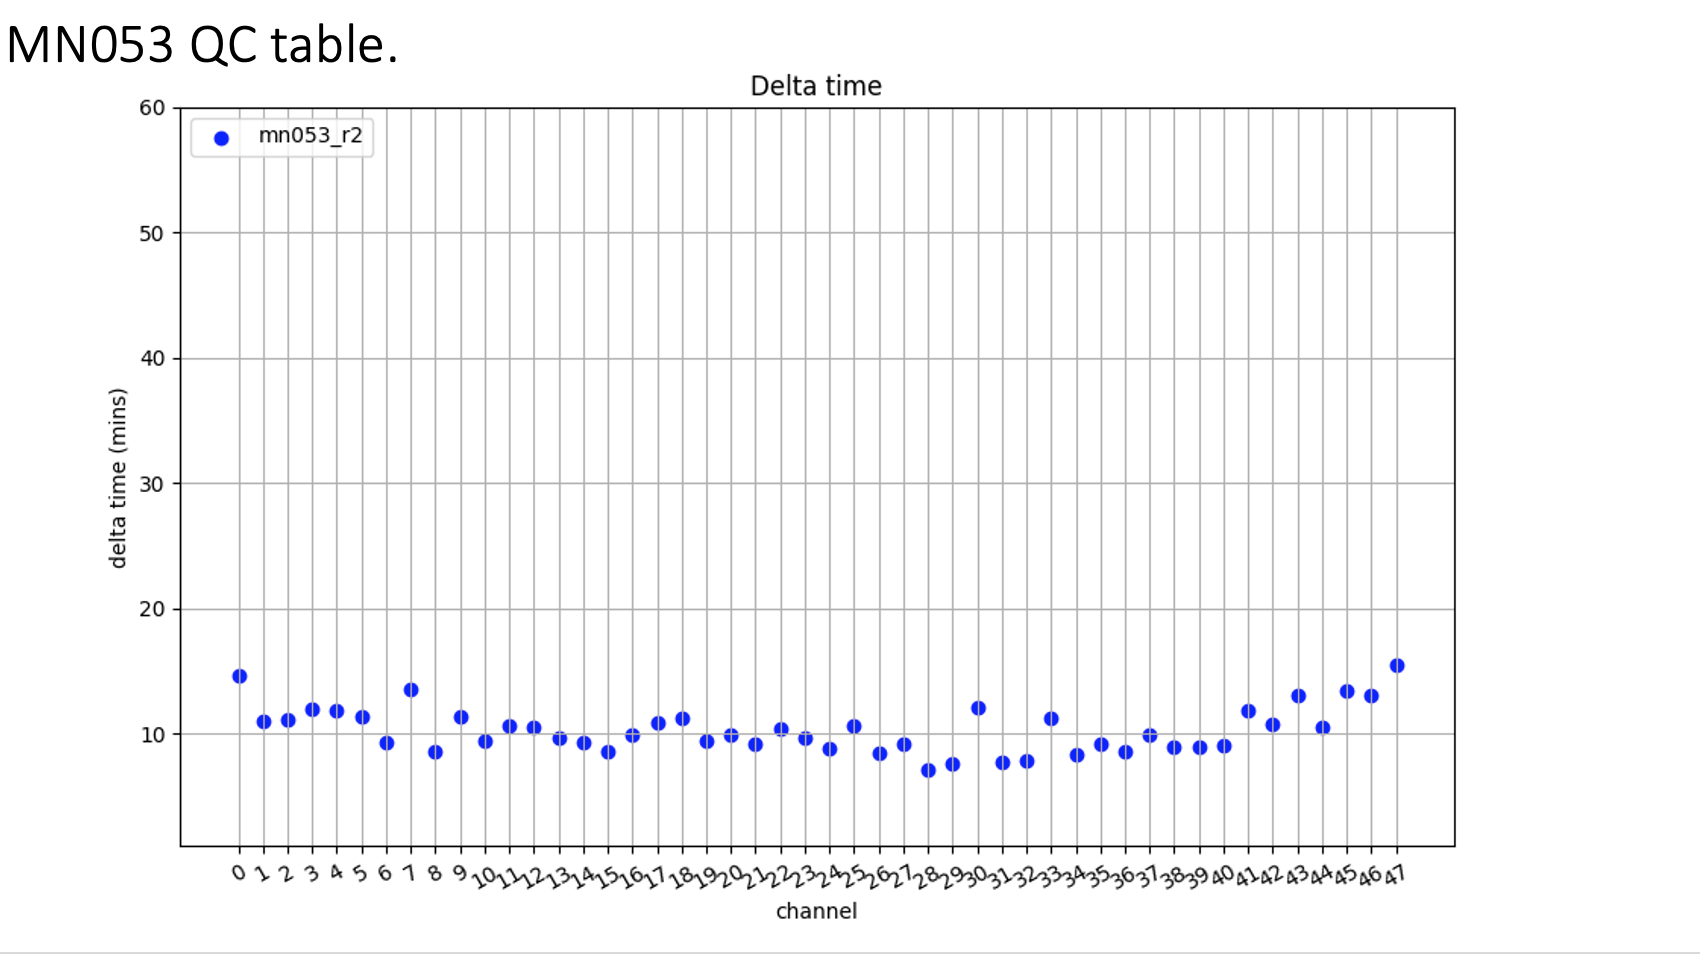 MN053 QC table.
Delta time
mn053_r2
60
50
40
30
20
10
delta time (mins)
0 1 2 3 4 5 6 7 8 9 10 11 12 13 14 15 16 17 18 19 20 21 22 23 24 25 26 27 28 29 30 31 32 33 34 35 36 37 38 39 40 41 42 43 44 45 46 47
channel